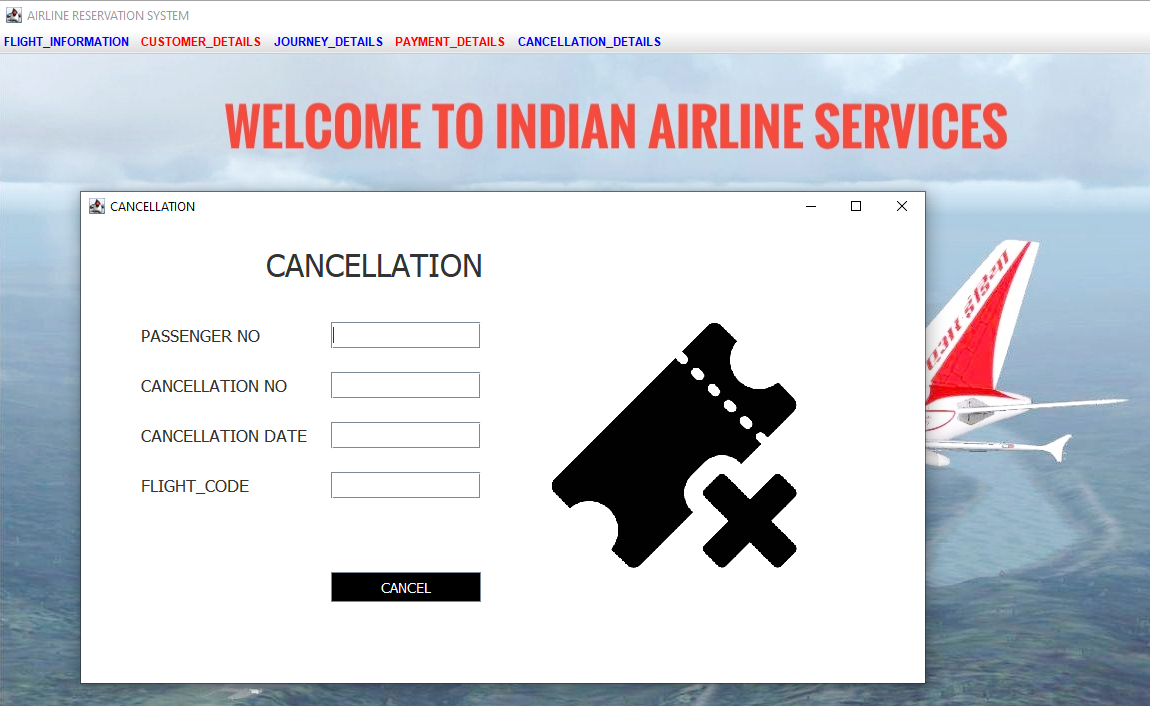 AIRLINE RESERVATION SYSTEM
FLIGHT_INFORMATION CUSTOMER_DETAILS JOURNEY_DETAILS PAYMENT_DETAILS CANCELLATION_DETAILS
WELCOME TO INDIAN AIRLINE SERVICES
CANCELLATION
CANCELLATION
PASSENGER NO
CANCELLATION NO
CANCELLATION DATE
FLIGHT_CODE
CANCEL